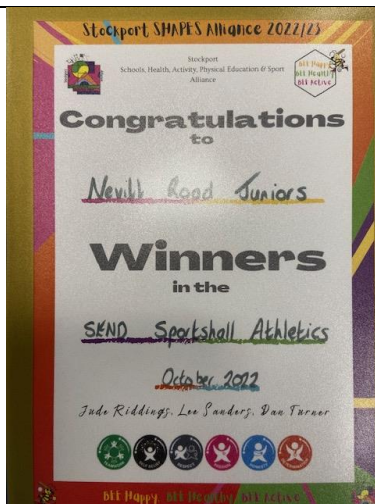 Stockport SHAPES Alliance 2022/23
Stockport
Schools, Health, Activity, Physical Education & Sport
Alliance
BEE Happy
BEE Healthy
BEE Active
Congratulations
to
Nevill Road Juniors
Winners
in the
SEND Sportshall Athletics
October 2022
Jude Riddings, Lee Sanders, Dan Turner
BEE Happy, BEE Healthy, BEE Active